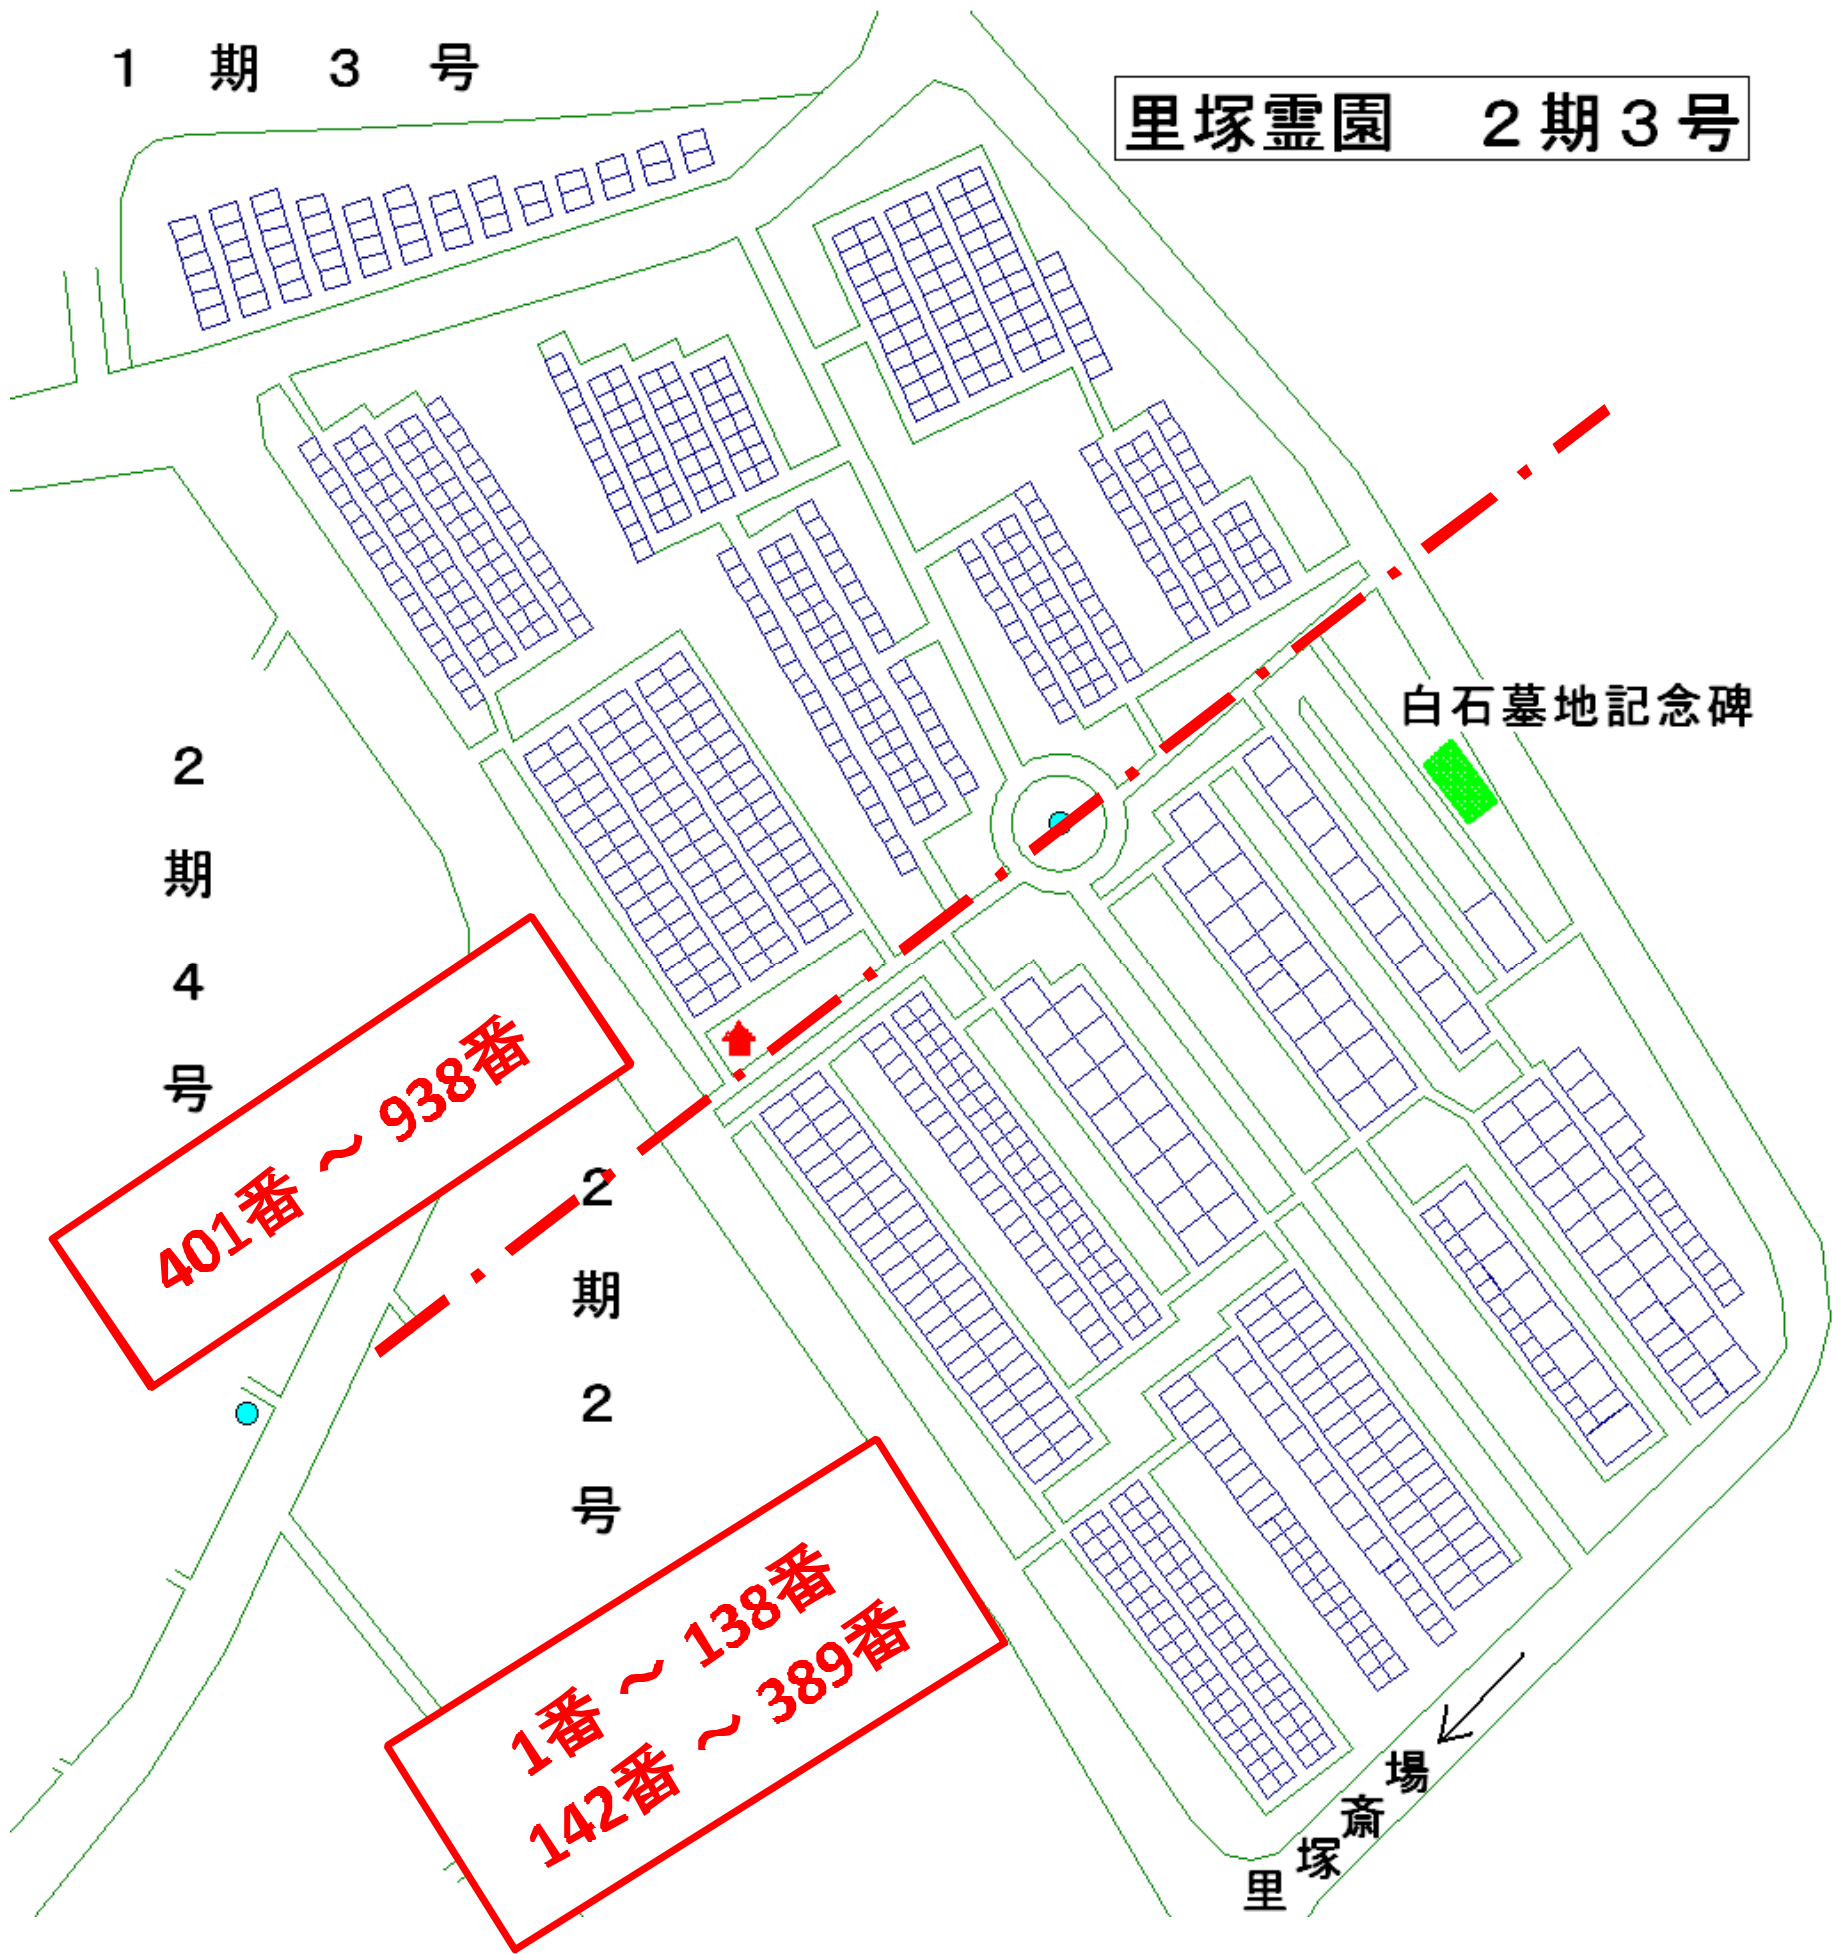 1期3号
里塚霊園 2期3号
白石墓地記念碑
2期4号
401番 ～ 938番
2期2号
1番 ～ 138番
142番 ～ 389番
里塚斎場